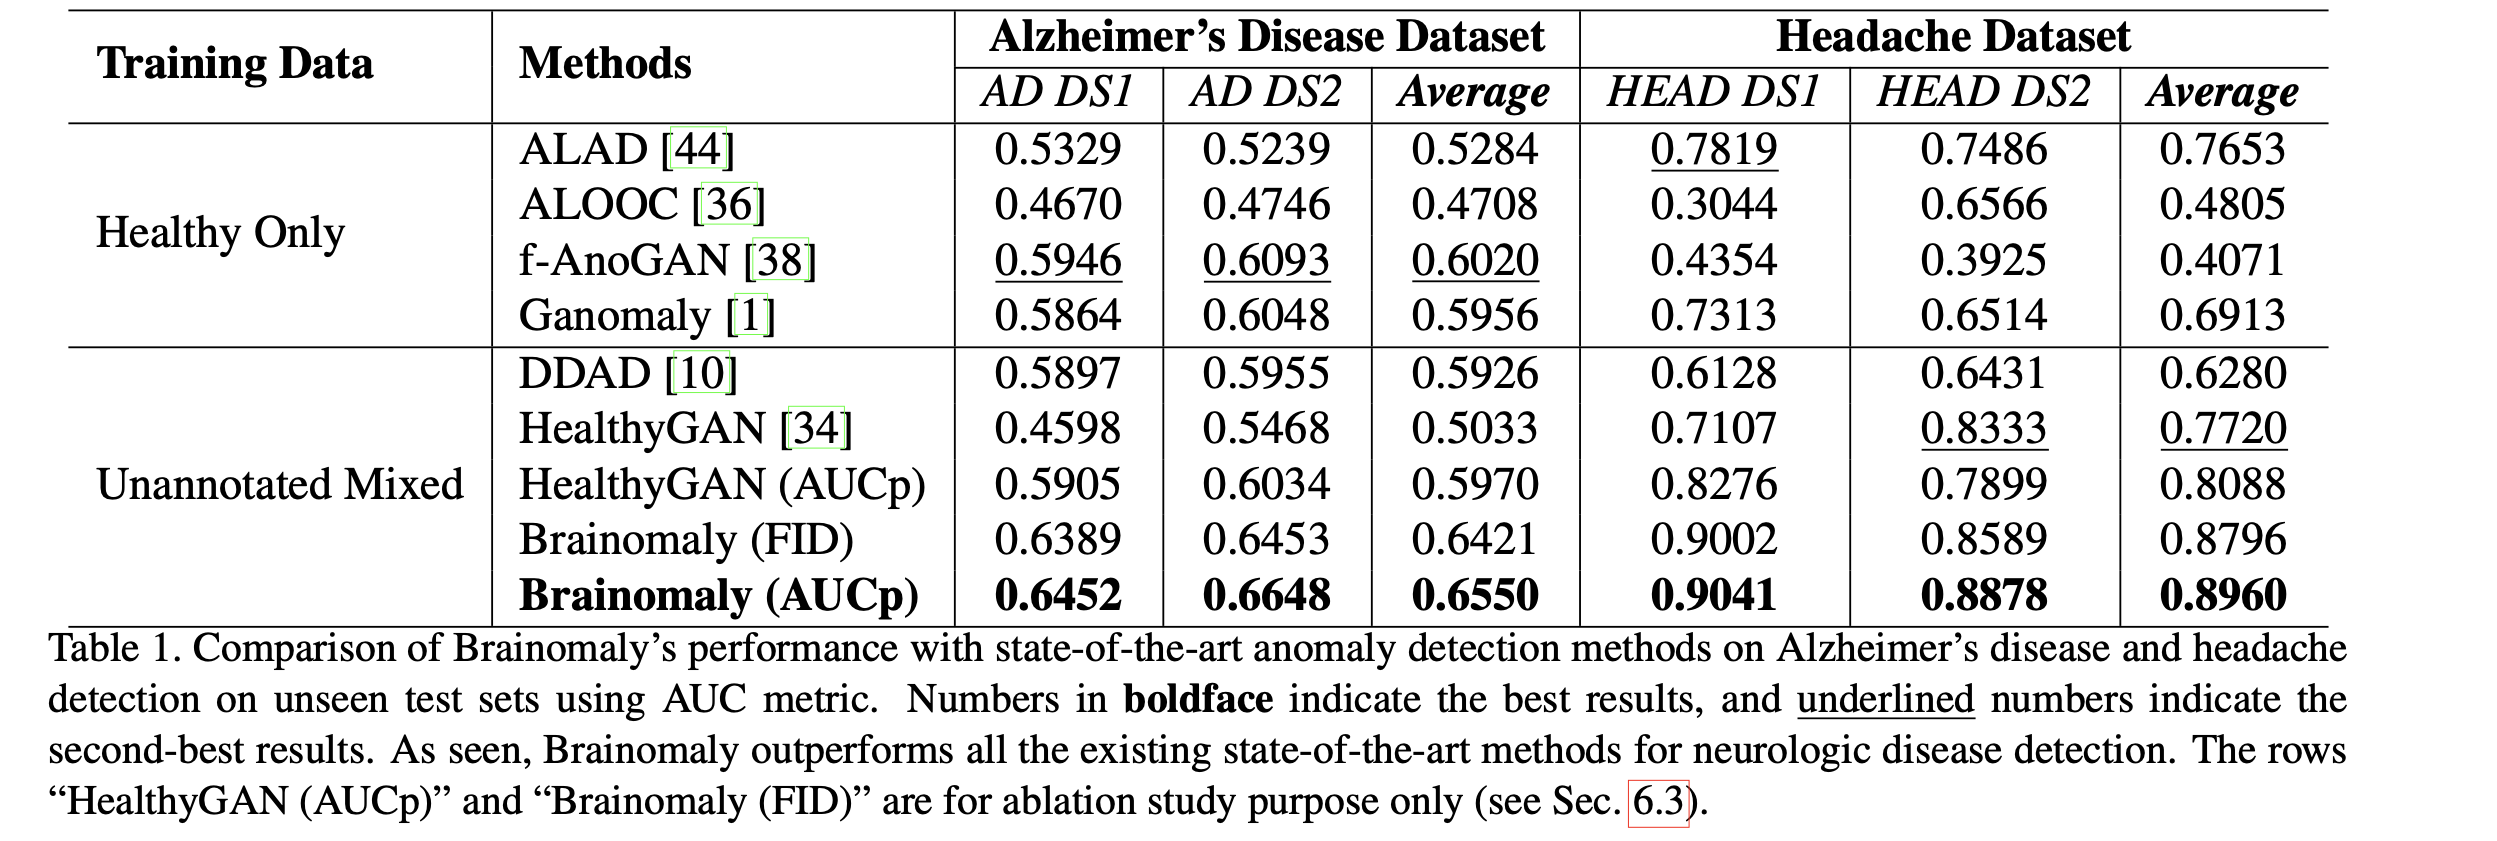 Training Data Methods Alzheimer's Disease Dataset Headache Dataset
AD DS1 AD DS2 Average HEAD DS1 HEAD DS2 Average
Healthy Only
ALAD [44] 0.5329 0.5239 0.5284 0.7819 0.7486 0.7653
ALOOC [36] 0.4670 0.4746 0.4708 0.3044 0.6566 0.4805
f-AnoGAN [38] 0.5946 0.6093 0.6020 0.4354 0.3925 0.4071
Ganomaly [1] 0.5864 0.6048 0.5956 0.7313 0.6514 0.6913
Unannotated Mixed
DDAD [10] 0.5897 0.5955 0.5926 0.6128 0.6431 0.6280
HealthyGAN [34] 0.4598 0.5468 0.5033 0.7107 0.8333 0.7720
HealthyGAN (AUCp) 0.5905 0.6034 0.5970 0.8276 0.7899 0.8088
Brainomaly (FID) 0.6389 0.6453 0.6421 0.9002 0.8589 0.8796
Brainomaly (AUCp) 0.6452 0.6648 0.6550 0.9041 0.8878 0.8960
Table 1. Comparison of Brainomaly's performance with state-of-the-art anomaly detection methods on Alzheimer's disease and headache
detection on unseen test sets using AUC metric. Numbers in boldface indicate the best results, and underlined numbers indicate the
second-best results. As seen, Brainomaly outperforms all the existing state-of-the-art methods for neurologic disease detection. The rows
“HealthyGAN (AUCp)” and “Brainomaly (FID)” are for ablation study purpose only (see Sec. 6.3).